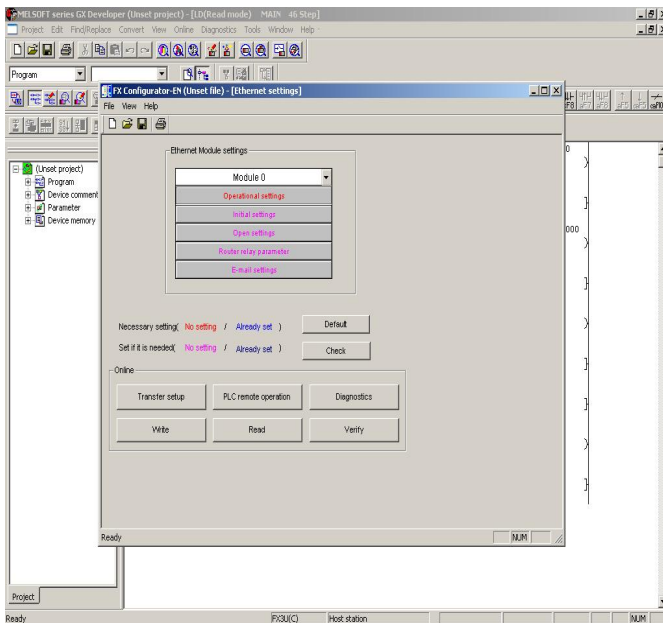 MELSOFT series GX Developer (Unset project) - [LD(Read mode) MAIN 46 Step]
Project Edit Find/Replace Convert View Online Diagnostics Tools Window Help
Program
FX Configurator-EN (Unset file) - [Ethernet settings]
File View Help
Ethernet Module settings
Module 0
Operational settings
Initial settings
Open settings
Router relay parameter
E-mail settings
Necessary setting( No setting / Already set )
Default
Set if it is needed( No setting / Already set )
Check
Online
Transfer setup PLC remote operation Diagnostics
Write Read Verify
Ready NUM
(Unset project)
Program
Device comment
Parameter
Device memory
Project
Ready FX3U(C) Host station NUM